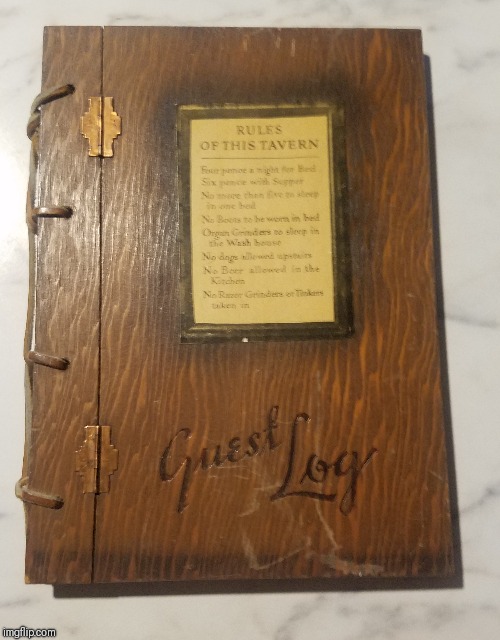 RULES
OF THIS TAVERN
Four pence a night for Bed
Six pence with Supper
No more than five to sleep
in one bed
No Boots to be worn in bed
Organ Grinders to sleep in
the Wash house
No dogs allowed upstairs
No Beer allowed in the
Kitchen
No Razor Grinders or Tinkers
taken in
Guest Log
imgflip.com